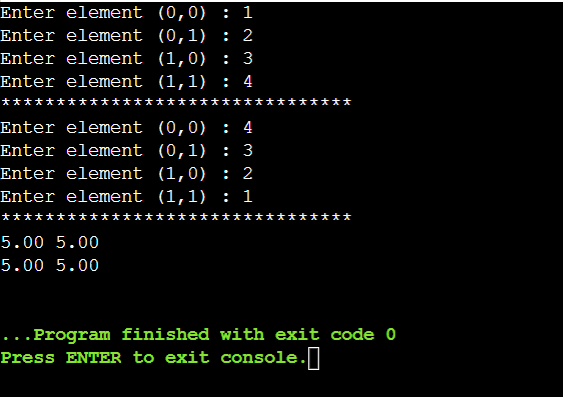 Enter element (0,0) : 1
Enter element (0,1) : 2
Enter element (1,0) : 3
Enter element (1,1) : 4
********************************
Enter element (0,0) : 4
Enter element (0,1) : 3
Enter element (1,0) : 2
Enter element (1,1) : 1
********************************
5.00 5.00
5.00 5.00
...Program finished with exit code 0
Press ENTER to exit console.